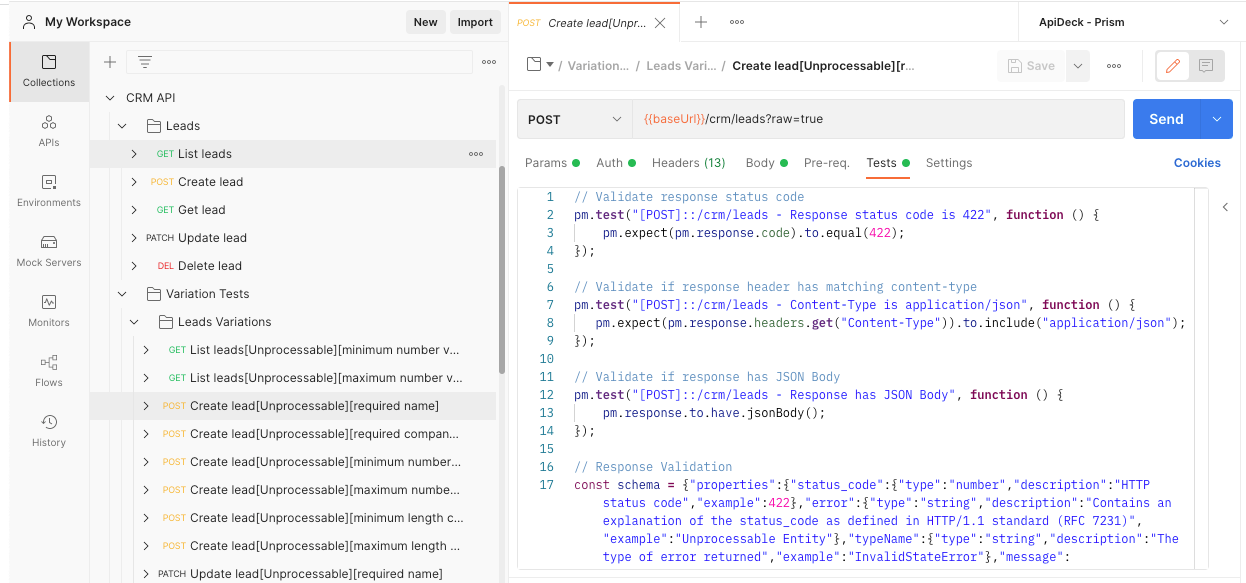 My Workspace
New
Import
POST Create lead[Unpr...
ApiDeck - Prism
Collections
APIs
Environments
Mock Servers
Monitors
Flows
History
CRM API
Leads
GET List leads
POST Create lead
GET Get lead
PATCH Update lead
DEL Delete lead
Variation Tests
Leads Variations
GET List leads[Unprocessable][minimum number v...
GET List leads[Unprocessable][maximum number v...
POST Create lead[Unprocessable][required name]
POST Create lead[Unprocessable][required compan...
POST Create lead[Unprocessable][minimum number...
POST Create lead[Unprocessable][maximum numbe...
POST Create lead[Unprocessable][minimum length c...
POST Create lead[Unprocessable][maximum length ...
PATCH Update lead[Unprocessable][required name]
/ Variation... / Leads Vari... / Create lead[Unprocessable][r...
Save
POST
{{baseUrl}}/crm/leads?raw=true
Send
Params Auth Headers (13) Body Pre-req. Tests Settings
Cookies
1 // Validate response status code
2 pm.test("[POST]::/crm/leads - Response status code is 422", function () {
3 pm.expect(pm.response.code).to.equal(422);
4 });
5
6 // Validate if response header has matching content-type
7 pm.test("[POST]::/crm/leads - Content-Type is application/json", function () {
8 pm.expect(pm.response.headers.get("Content-Type")).to.include("application/json");
9 });
10
11 // Validate if response has JSON Body
12 pm.test("[POST]::/crm/leads - Response has JSON Body", function () {
13 pm.response.to.have.jsonBody();
14 });
15
16 // Response Validation
17 const schema = {"properties":{"status_code":{"type":"number","description":"HTTP
status code","example":422},"error":{"type":"string","description":"Contains an
explanation of the status_code as defined in HTTP/1.1 standard (RFC 7231)",
"example":"Unprocessable Entity"},"typeName":{"type":"string","description":"The
type of error returned","example":"InvalidStateError"},"message":